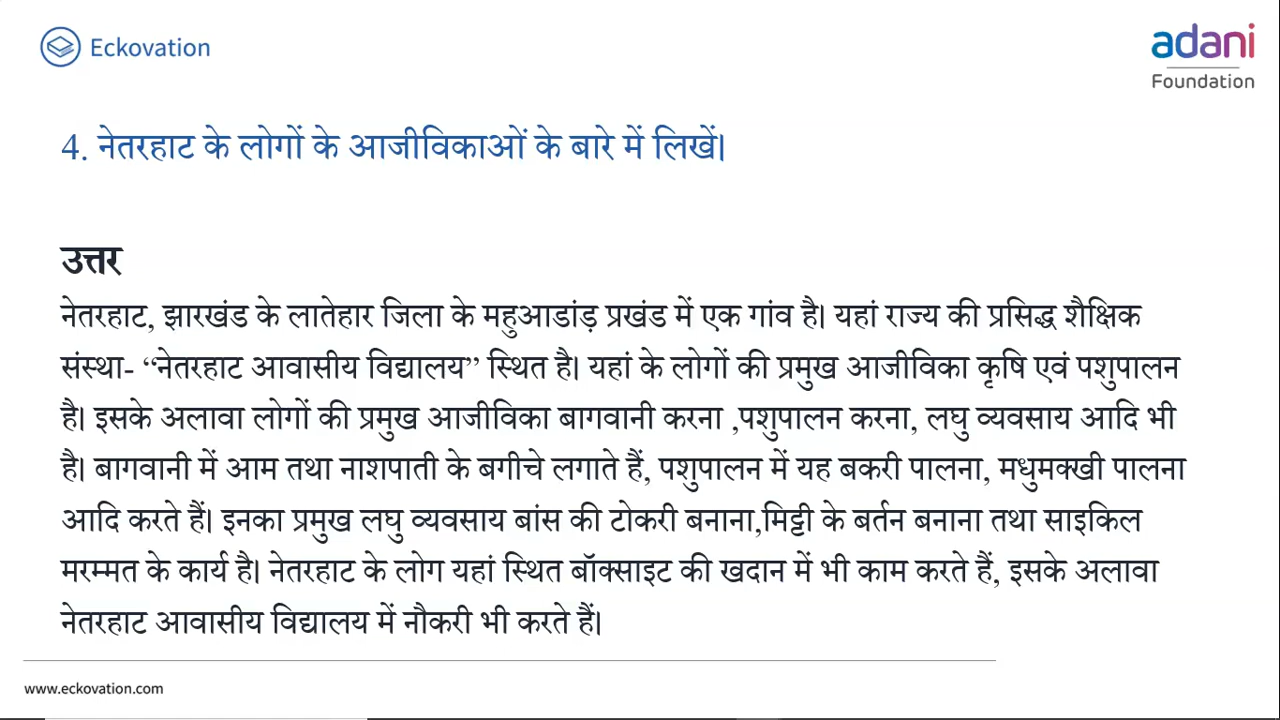 Eckovation
adani
Foundation
4. नेतरहाट के लोगों के आजीविकाओं के बारे में लिखें।
उत्तर
नेतरहाट, झारखंड के लातेहार जिला के महुआडांड़ प्रखंड में एक गांव है। यहां राज्य की प्रसिद्ध शैक्षिक
संस्था- “नेतरहाट आवासीय विद्यालय” स्थित है। यहां के लोगों की प्रमुख आजीविका कृषि एवं पशुपालन
है। इसके अलावा लोगों की प्रमुख आजीविका बागवानी करना ,पशुपालन करना, लघु व्यवसाय आदि भी
है। बागवानी में आम तथा नाशपाती के बगीचे लगाते हैं, पशुपालन में यह बकरी पालना, मधुमक्खी पालना
आदि करते हैं। इनका प्रमुख लघु व्यवसाय बांस की टोकरी बनाना,मिट्टी के बर्तन बनाना तथा साइकिल
मरम्मत के कार्य है। नेतरहाट के लोग यहां स्थित बॉक्साइट की खदान में भी काम करते हैं, इसके अलावा
नेतरहाट आवासीय विद्यालय में नौकरी भी करते हैं।
www.eckovation.com